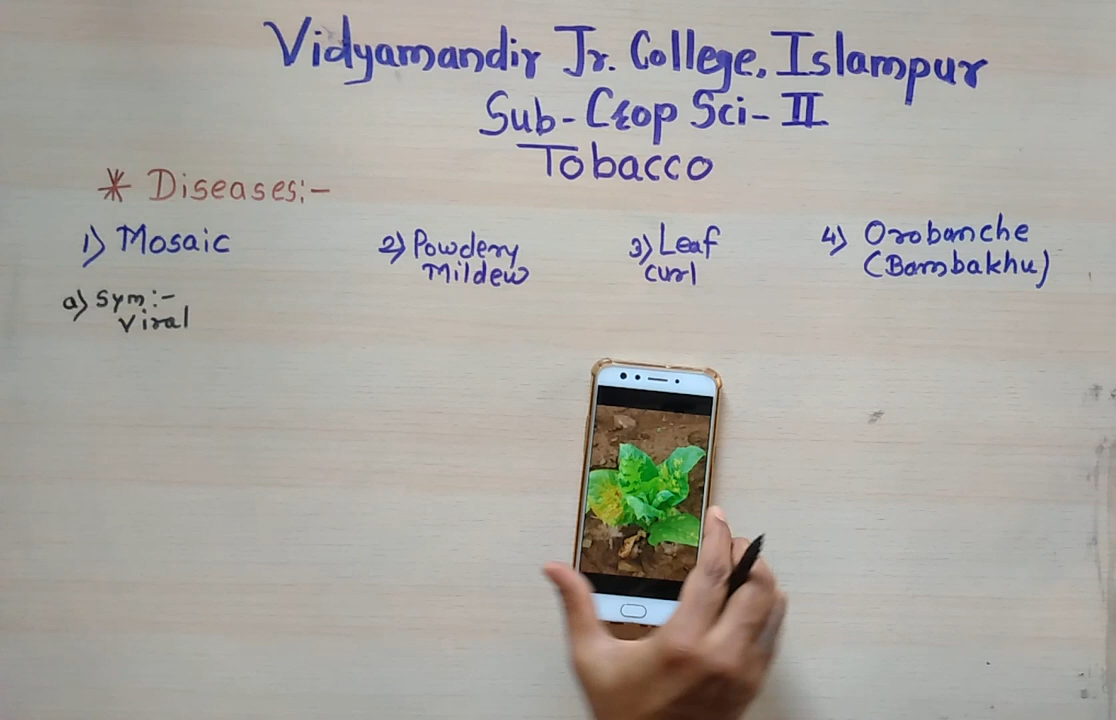 Vidyamandir Jr. College, Islampur
Sub- Crop Sci- II
Tobacco
* Diseases:-
1) Mosaic
2) Powdery
Mildew
3) Leaf
curl
4) Orobanche
(Bambakhu)
a) Sym:-
Viral